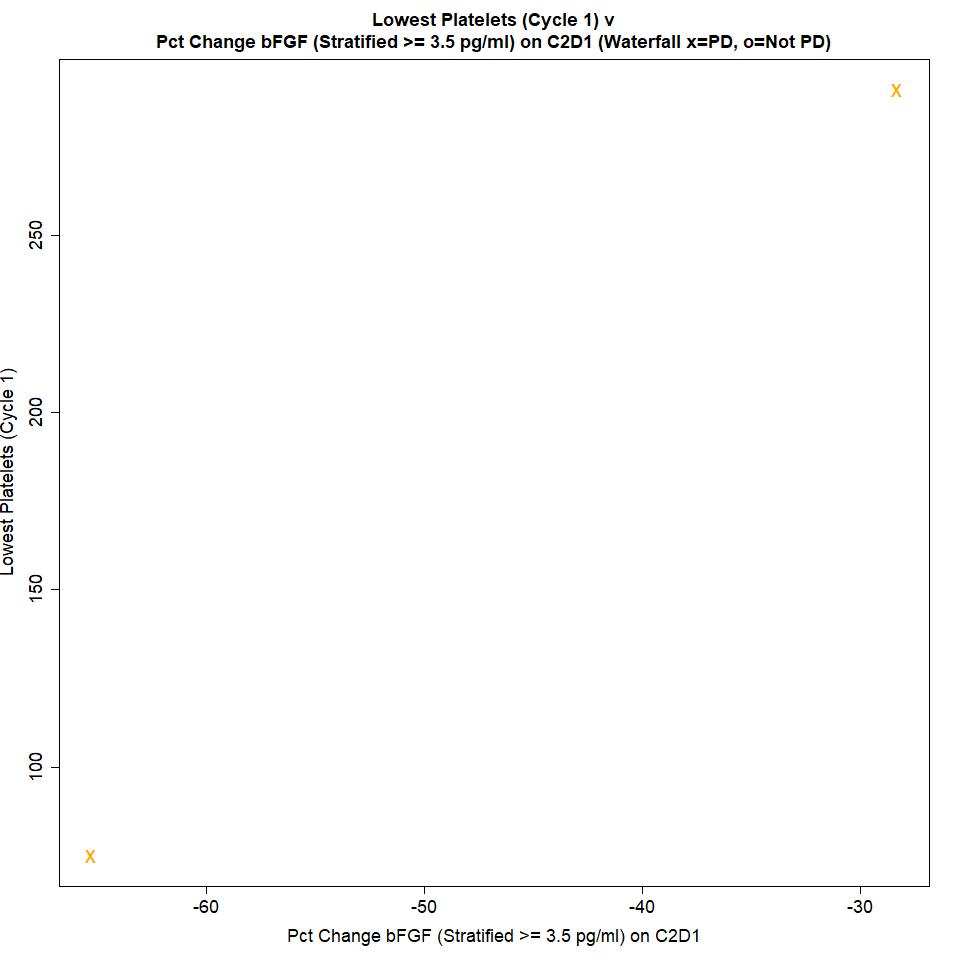 Lowest Platelets (Cycle 1) v
Pct Change bFGF (Stratified >= 3.5 pg/ml) on C2D1 (Waterfall x=PD, o=Not PD)
X
250
200
Lowest Platelets (Cycle 1)
150
100
X
-60 -50 -40 -30
Pct Change bFGF (Stratified >= 3.5 pg/ml) on C2D1